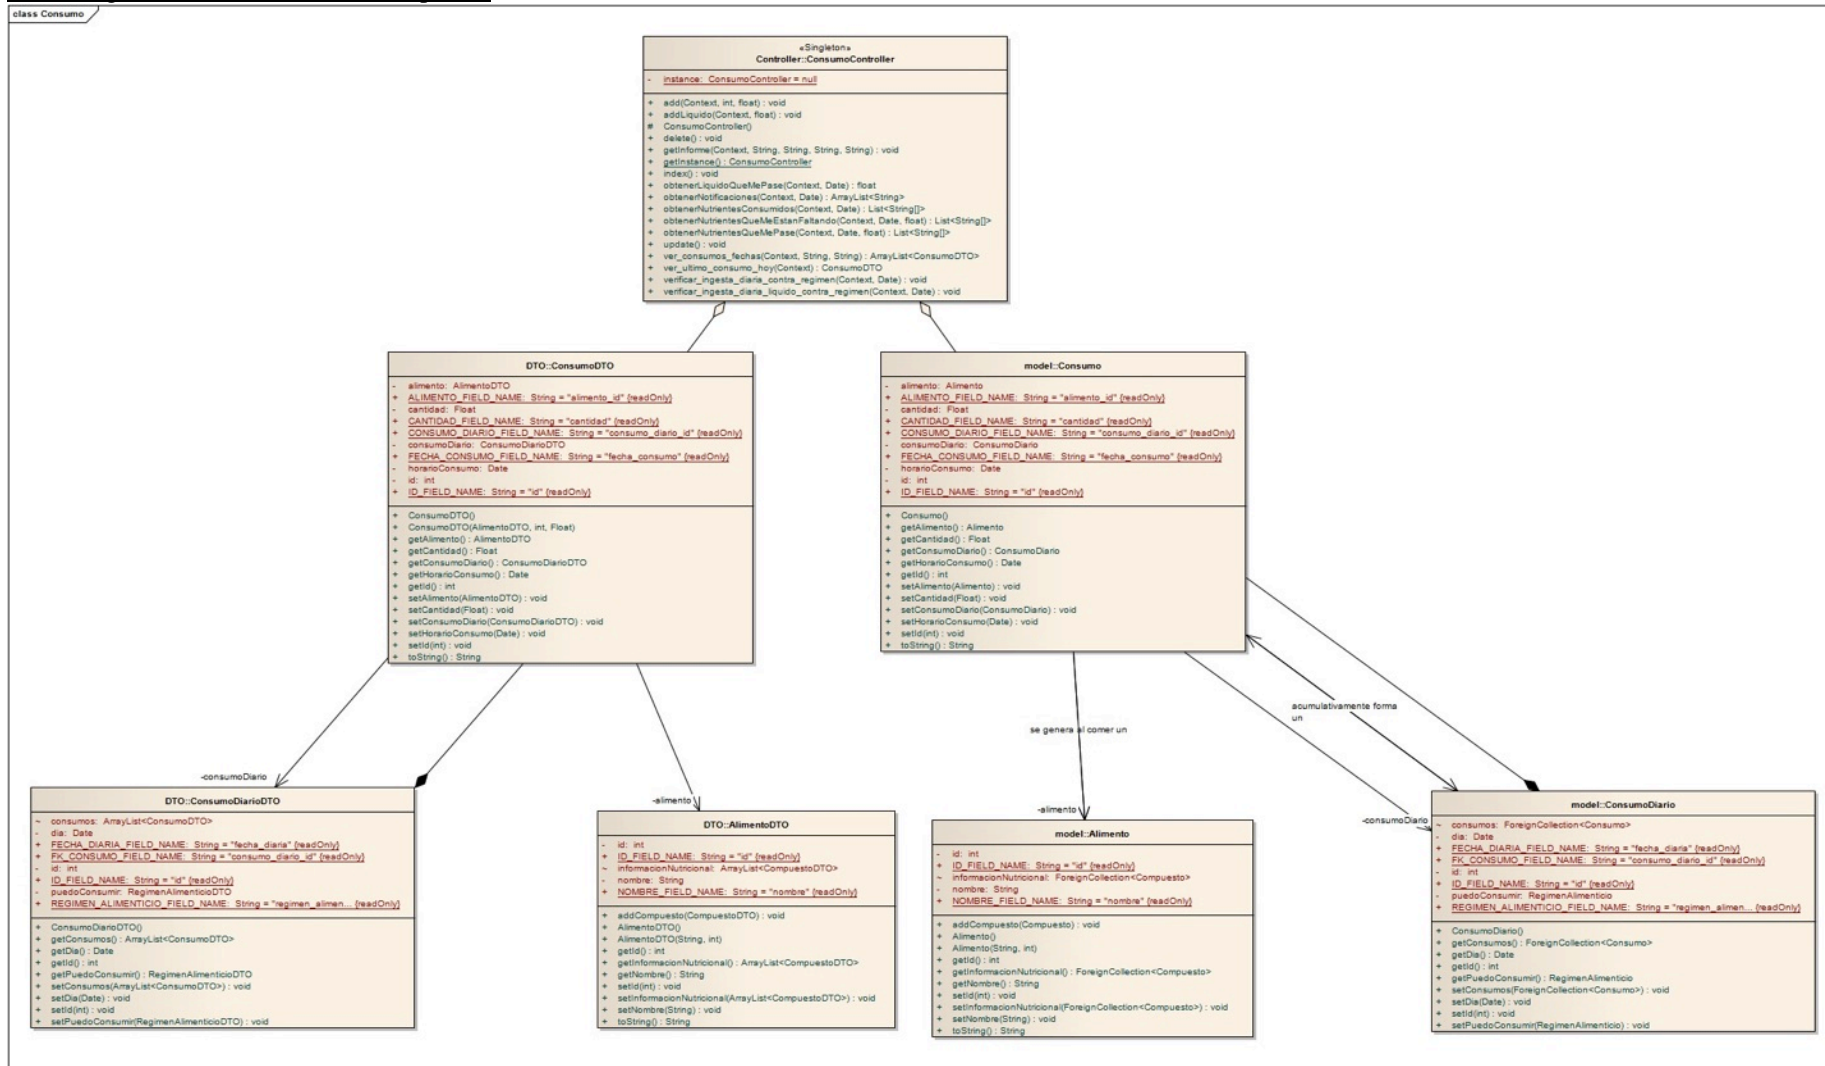 class Consumo
«Singleton»
Controller::ConsumoController
- instance: ConsumoController = null
+ add(Context, int, float) : void
+ addLiquido(Context, float) : void
# ConsumoController()
+ delete() : void
+ getInforme(Context, String, String, String, String) : void
+ getInstance() : ConsumoController
+ index() : void
+ obtenerLiquidoQueMePase(Context, Date) : float
+ obtenerNotificaciones(Context, Date) : ArrayList<String>
+ obtenerNutrientesConsumidos(Context, Date) : List<String[]>
+ obtenerNutrientesQueMeEstanFaltando(Context, Date, float) : List<String[]>
+ obtenerNutrientesQueMePase(Context, Date, float) : List<String[]>
+ update() : void
+ ver_consumos_fechas(Context, String, String) : ArrayList<ConsumoDTO>
+ ver_ultimo_consumo_hoy(Context) : ConsumoDTO
+ verificar_ingesta_diaria_contra_regimen(Context, Date) : void
+ verificar_ingesta_diaria_liquido_contra_regimen(Context, Date) : void
DTO::ConsumoDTO
- alimento: AlimentoDTO
+ ALIMENTO_FIELD_NAME: String = "alimento_id" {readOnly}
- cantidad: Float
+ CANTIDAD_FIELD_NAME: String = "cantidad" {readOnly}
+ CONSUMO_DIARIO_FIELD_NAME: String = "consumo_diario_id" {readOnly}
- consumoDiario: ConsumoDiarioDTO
+ FECHA_CONSUMO_FIELD_NAME: String = "fecha_consumo" {readOnly}
- horarioConsumo: Date
- id: int
+ ID_FIELD_NAME: String = "id" {readOnly}
+ ConsumoDTO()
+ ConsumoDTO(AlimentoDTO, int, Float)
+ getAlimento() : AlimentoDTO
+ getCantidad() : Float
+ getConsumoDiario() : ConsumoDiarioDTO
+ getHorarioConsumo() : Date
+ getId() : int
+ setAlimento(AlimentoDTO) : void
+ setCantidad(Float) : void
+ setConsumoDiario(ConsumoDiarioDTO) : void
+ setHorarioConsumo(Date) : void
+ setId(int) : void
+ toString() : String
model::Consumo
- alimento: Alimento
+ ALIMENTO_FIELD_NAME: String = "alimento_id" {readOnly}
- cantidad: Float
+ CANTIDAD_FIELD_NAME: String = "cantidad" {readOnly}
+ CONSUMO_DIARIO_FIELD_NAME: String = "consumo_diario_id" {readOnly}
- consumoDiario: ConsumoDiario
+ FECHA_CONSUMO_FIELD_NAME: String = "fecha_consumo" {readOnly}
- horarioConsumo: Date
- id: int
+ ID_FIELD_NAME: String = "id" {readOnly}
+ Consumo()
+ getAlimento() : Alimento
+ getCantidad() : Float
+ getConsumoDiario() : ConsumoDiario
+ getHorarioConsumo() : Date
+ getId() : int
+ setAlimento(Alimento) : void
+ setCantidad(Float) : void
+ setConsumoDiario(ConsumoDiario) : void
+ setHorarioConsumo(Date) : void
+ setId(int) : void
+ toString() : String
acumulativamente forma
un
se genera al comer un
-consumoDiario
-alimento
-alimento
-consumoDiario
DTO::ConsumoDiarioDTO
~ consumos: ArrayList<ConsumoDTO>
- dia: Date
+ FECHA_DIARIA_FIELD_NAME: String = "fecha_diaria" {readOnly}
+ FK_CONSUMO_FIELD_NAME: String = "consumo_diario_id" {readOnly}
- id: int
+ ID_FIELD_NAME: String = "id" {readOnly}
- puedoConsumir: RegimenAlimenticioDTO
+ REGIMEN_ALIMENTICIO_FIELD_NAME: String = "regimen_alimen... {readOnly}
+ ConsumoDiarioDTO()
+ getConsumos() : ArrayList<ConsumoDTO>
+ getDia() : Date
+ getId() : int
+ getPuedoConsumir() : RegimenAlimenticioDTO
+ setConsumos(ArrayList<ConsumoDTO>) : void
+ setDia(Date) : void
+ setId(int) : void
+ setPuedoConsumir(RegimenAlimenticioDTO) : void
DTO::AlimentoDTO
- id: int
+ ID_FIELD_NAME: String = "id" {readOnly}
~ informacionNutricional: ArrayList<CompuestoDTO>
- nombre: String
+ NOMBRE_FIELD_NAME: String = "nombre" {readOnly}
+ addCompuesto(CompuestoDTO) : void
+ AlimentoDTO()
+ AlimentoDTO(String, int)
+ getId() : int
+ getInformacionNutricional() : ArrayList<CompuestoDTO>
+ getNombre() : String
+ setId(int) : void
+ setInformacionNutricional(ArrayList<CompuestoDTO>) : void
+ setNombre(String) : void
+ toString() : String
model::Alimento
- id: int
+ ID_FIELD_NAME: String = "id" {readOnly}
~ informacionNutricional: ForeignCollection<Compuesto>
- nombre: String
+ NOMBRE_FIELD_NAME: String = "nombre" {readOnly}
+ addCompuesto(Compuesto) : void
+ Alimento()
+ Alimento(String, int)
+ getId() : int
+ getInformacionNutricional() : ForeignCollection<Compuesto>
+ getNombre() : String
+ setId(int) : void
+ setInformacionNutricional(ForeignCollection<Compuesto>) : void
+ setNombre(String) : void
+ toString() : String
model::ConsumoDiario
~ consumos: ForeignCollection<Consumo>
- dia: Date
+ FECHA_DIARIA_FIELD_NAME: String = "fecha_diaria" {readOnly}
+ FK_CONSUMO_FIELD_NAME: String = "consumo_diario_id" {readOnly}
- id: int
+ ID_FIELD_NAME: String = "id" {readOnly}
- puedoConsumir: RegimenAlimenticio
+ REGIMEN_ALIMENTICIO_FIELD_NAME: String = "regimen_alimen... {readOnly}
+ ConsumoDiario()
+ getConsumos() : ForeignCollection<Consumo>
+ getDia() : Date
+ getId() : int
+ getPuedoConsumir() : RegimenAlimenticio
+ setConsumos(ForeignCollection<Consumo>) : void
+ setDia(Date) : void
+ setId(int) : void
+ setPuedoConsumir(RegimenAlimenticio) : void